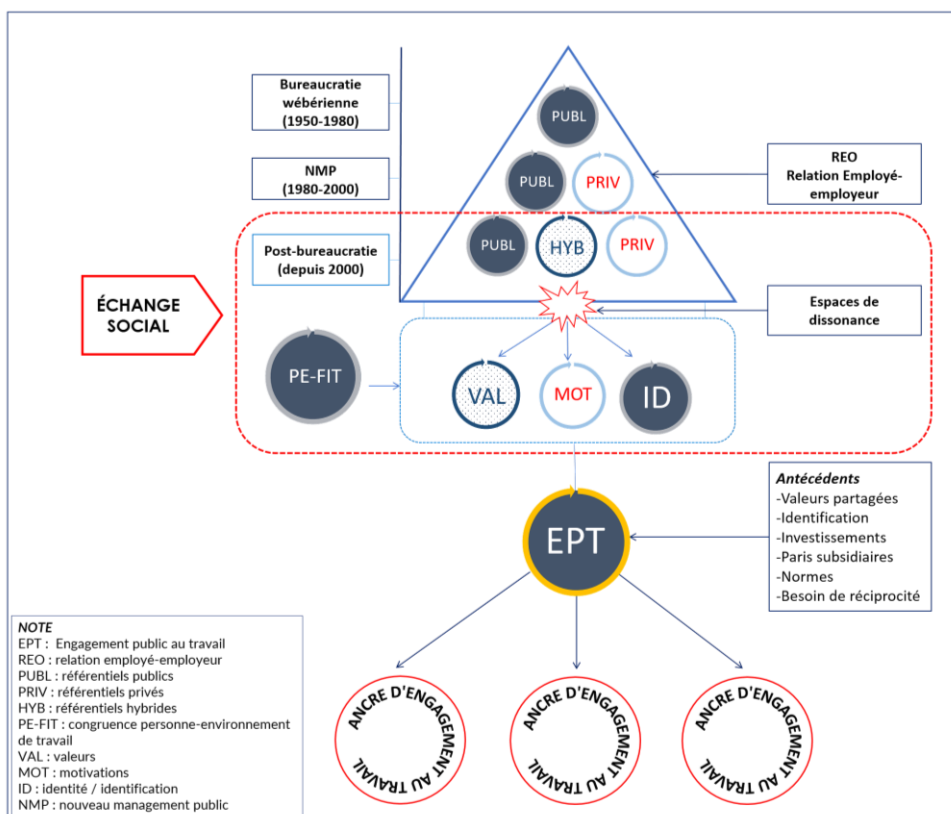 Bureaucratie
wébérienne
(1950-1980)
PUBL
NMP
(1980-2000)
PUBL
PRIV
REO
Relation Employé-
employeur
Post-bureaucratie
(depuis 2000)
PUBL
HYB
PRIV
ÉCHANGE
SOCIAL
Espaces de
dissonance
PE-FIT
VAL
MOT
ID
EPT
Antécédents
-Valeurs partagées
-Identification
-Investissements
-Paris subsidiaires
-Normes
-Besoin de réciprocité
NOTE
EPT : Engagement public au travail
REO : relation employé-employeur
PUBL : référentiels publics
PRIV : référentiels privés
HYB : référentiels hybrides
PE-FIT : congruence personne-environnement
de travail
VAL : valeurs
MOT : motivations
ID : identité / identification
NMP : nouveau management public
ANCRE D'ENGAGEMENT AU TRAVAIL
ANCRE D'ENGAGEMENT AU TRAVAIL
ANCRE D'ENGAGEMENT AU TRAVAIL